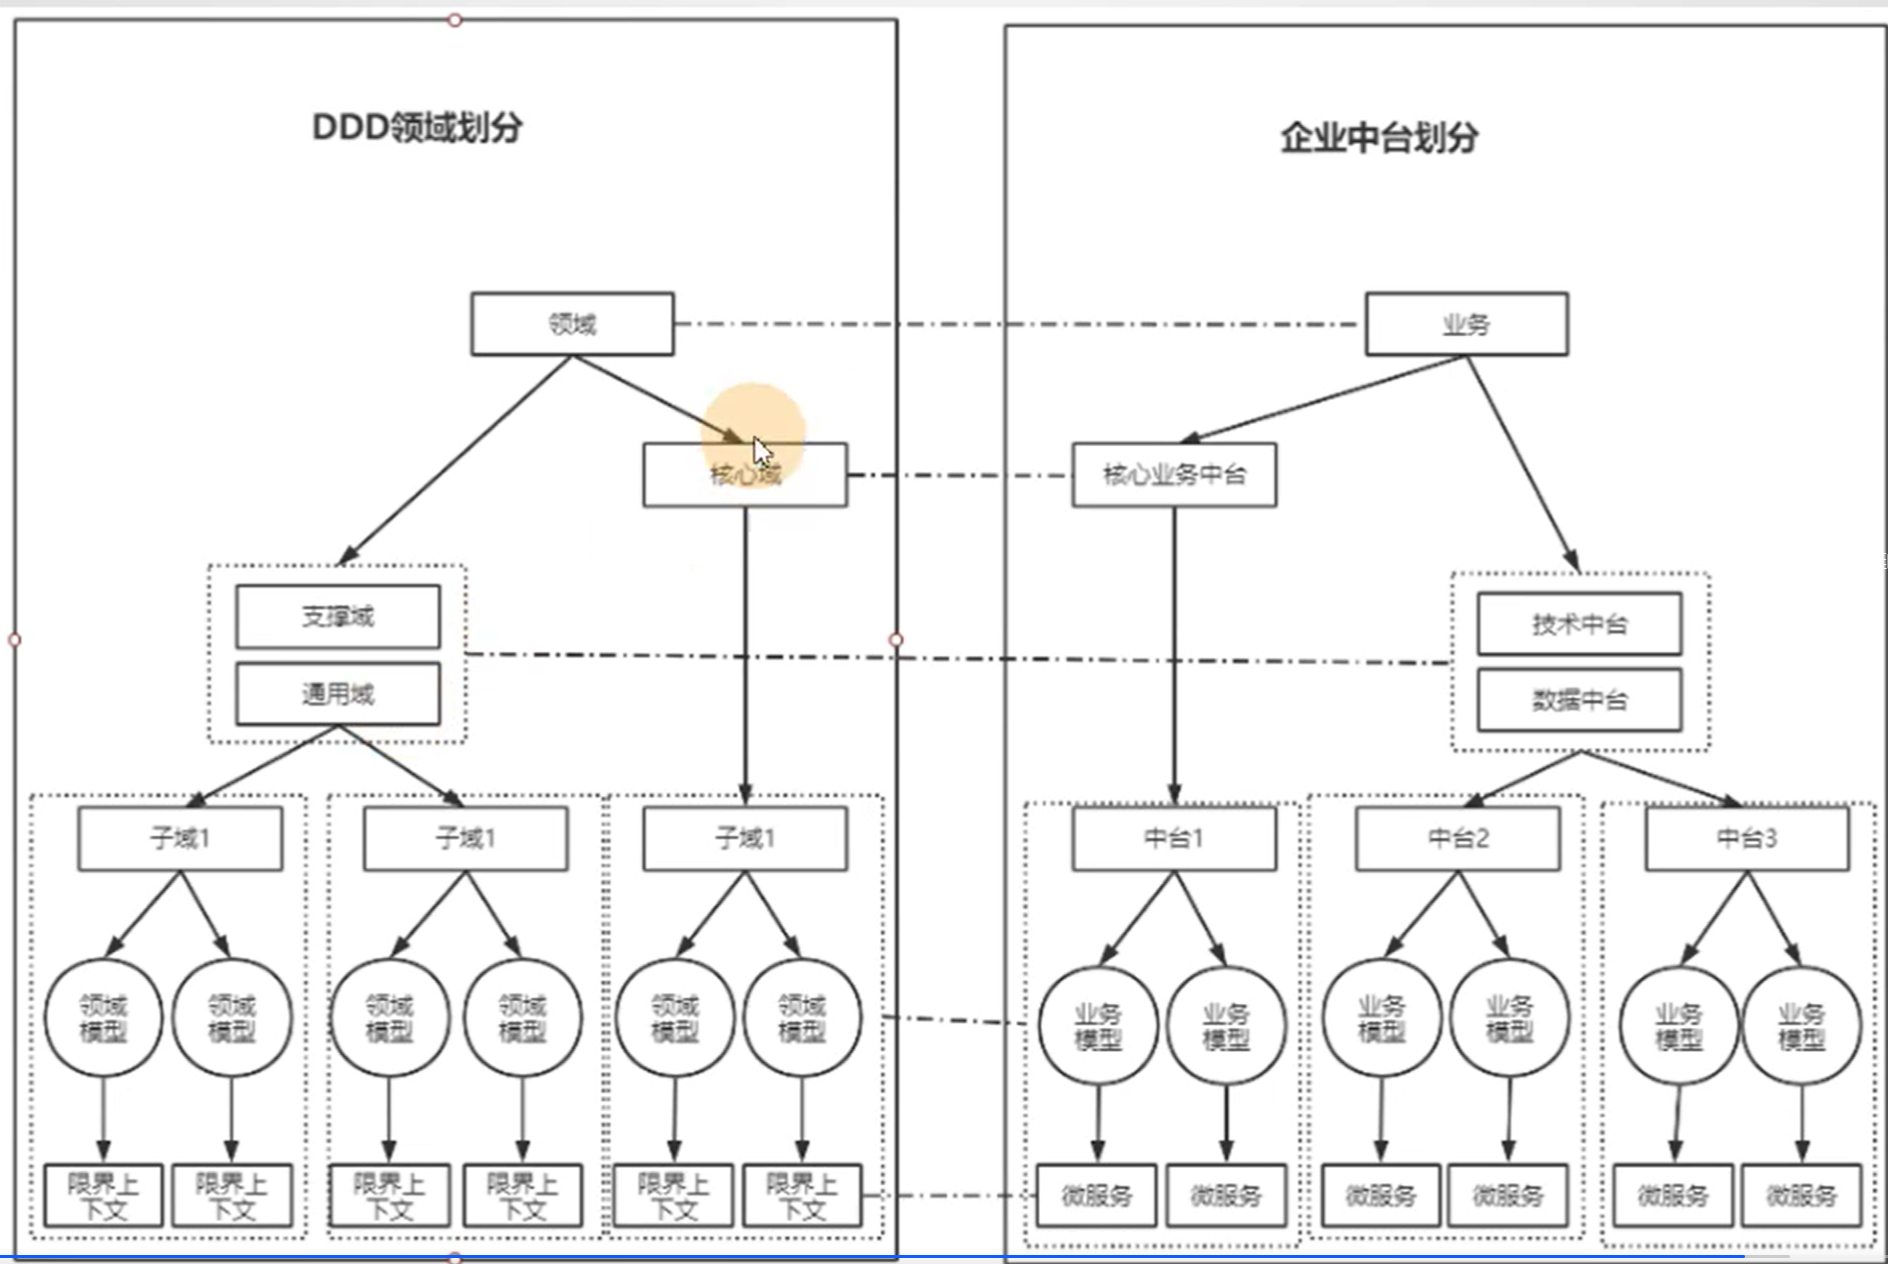 DDD领域划分
企业中台划分
领域
业务
核心域
核心业务中台
支撑域
通用域
技术中台
数据中台
子域1
子域1
子域1
中台1
中台2
中台3
领域
模型
领域
模型
领域
模型
领域
模型
领域
模型
领域
模型
业务
模型
业务
模型
业务
模型
业务
模型
业务
模型
业务
模型
限界上
下文
限界上
下文
限界上
下文
限界上
下文
限界上
下文
限界上
下文
微服务
微服务
微服务
微服务
微服务
微服务